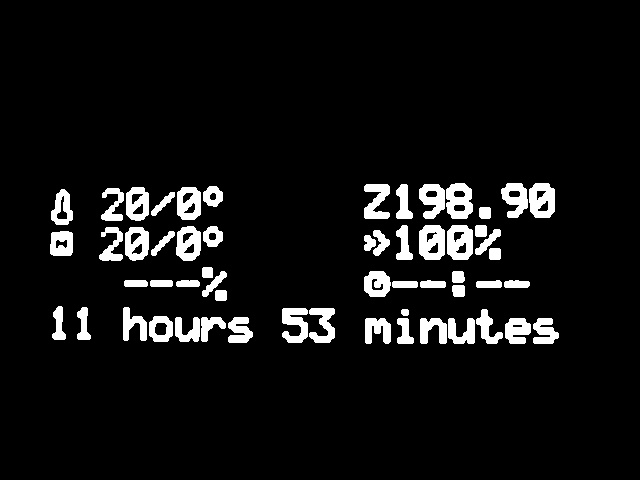 20/0° Z198.90
20/0° »100%
---% --:--
11 hours 53 minutes